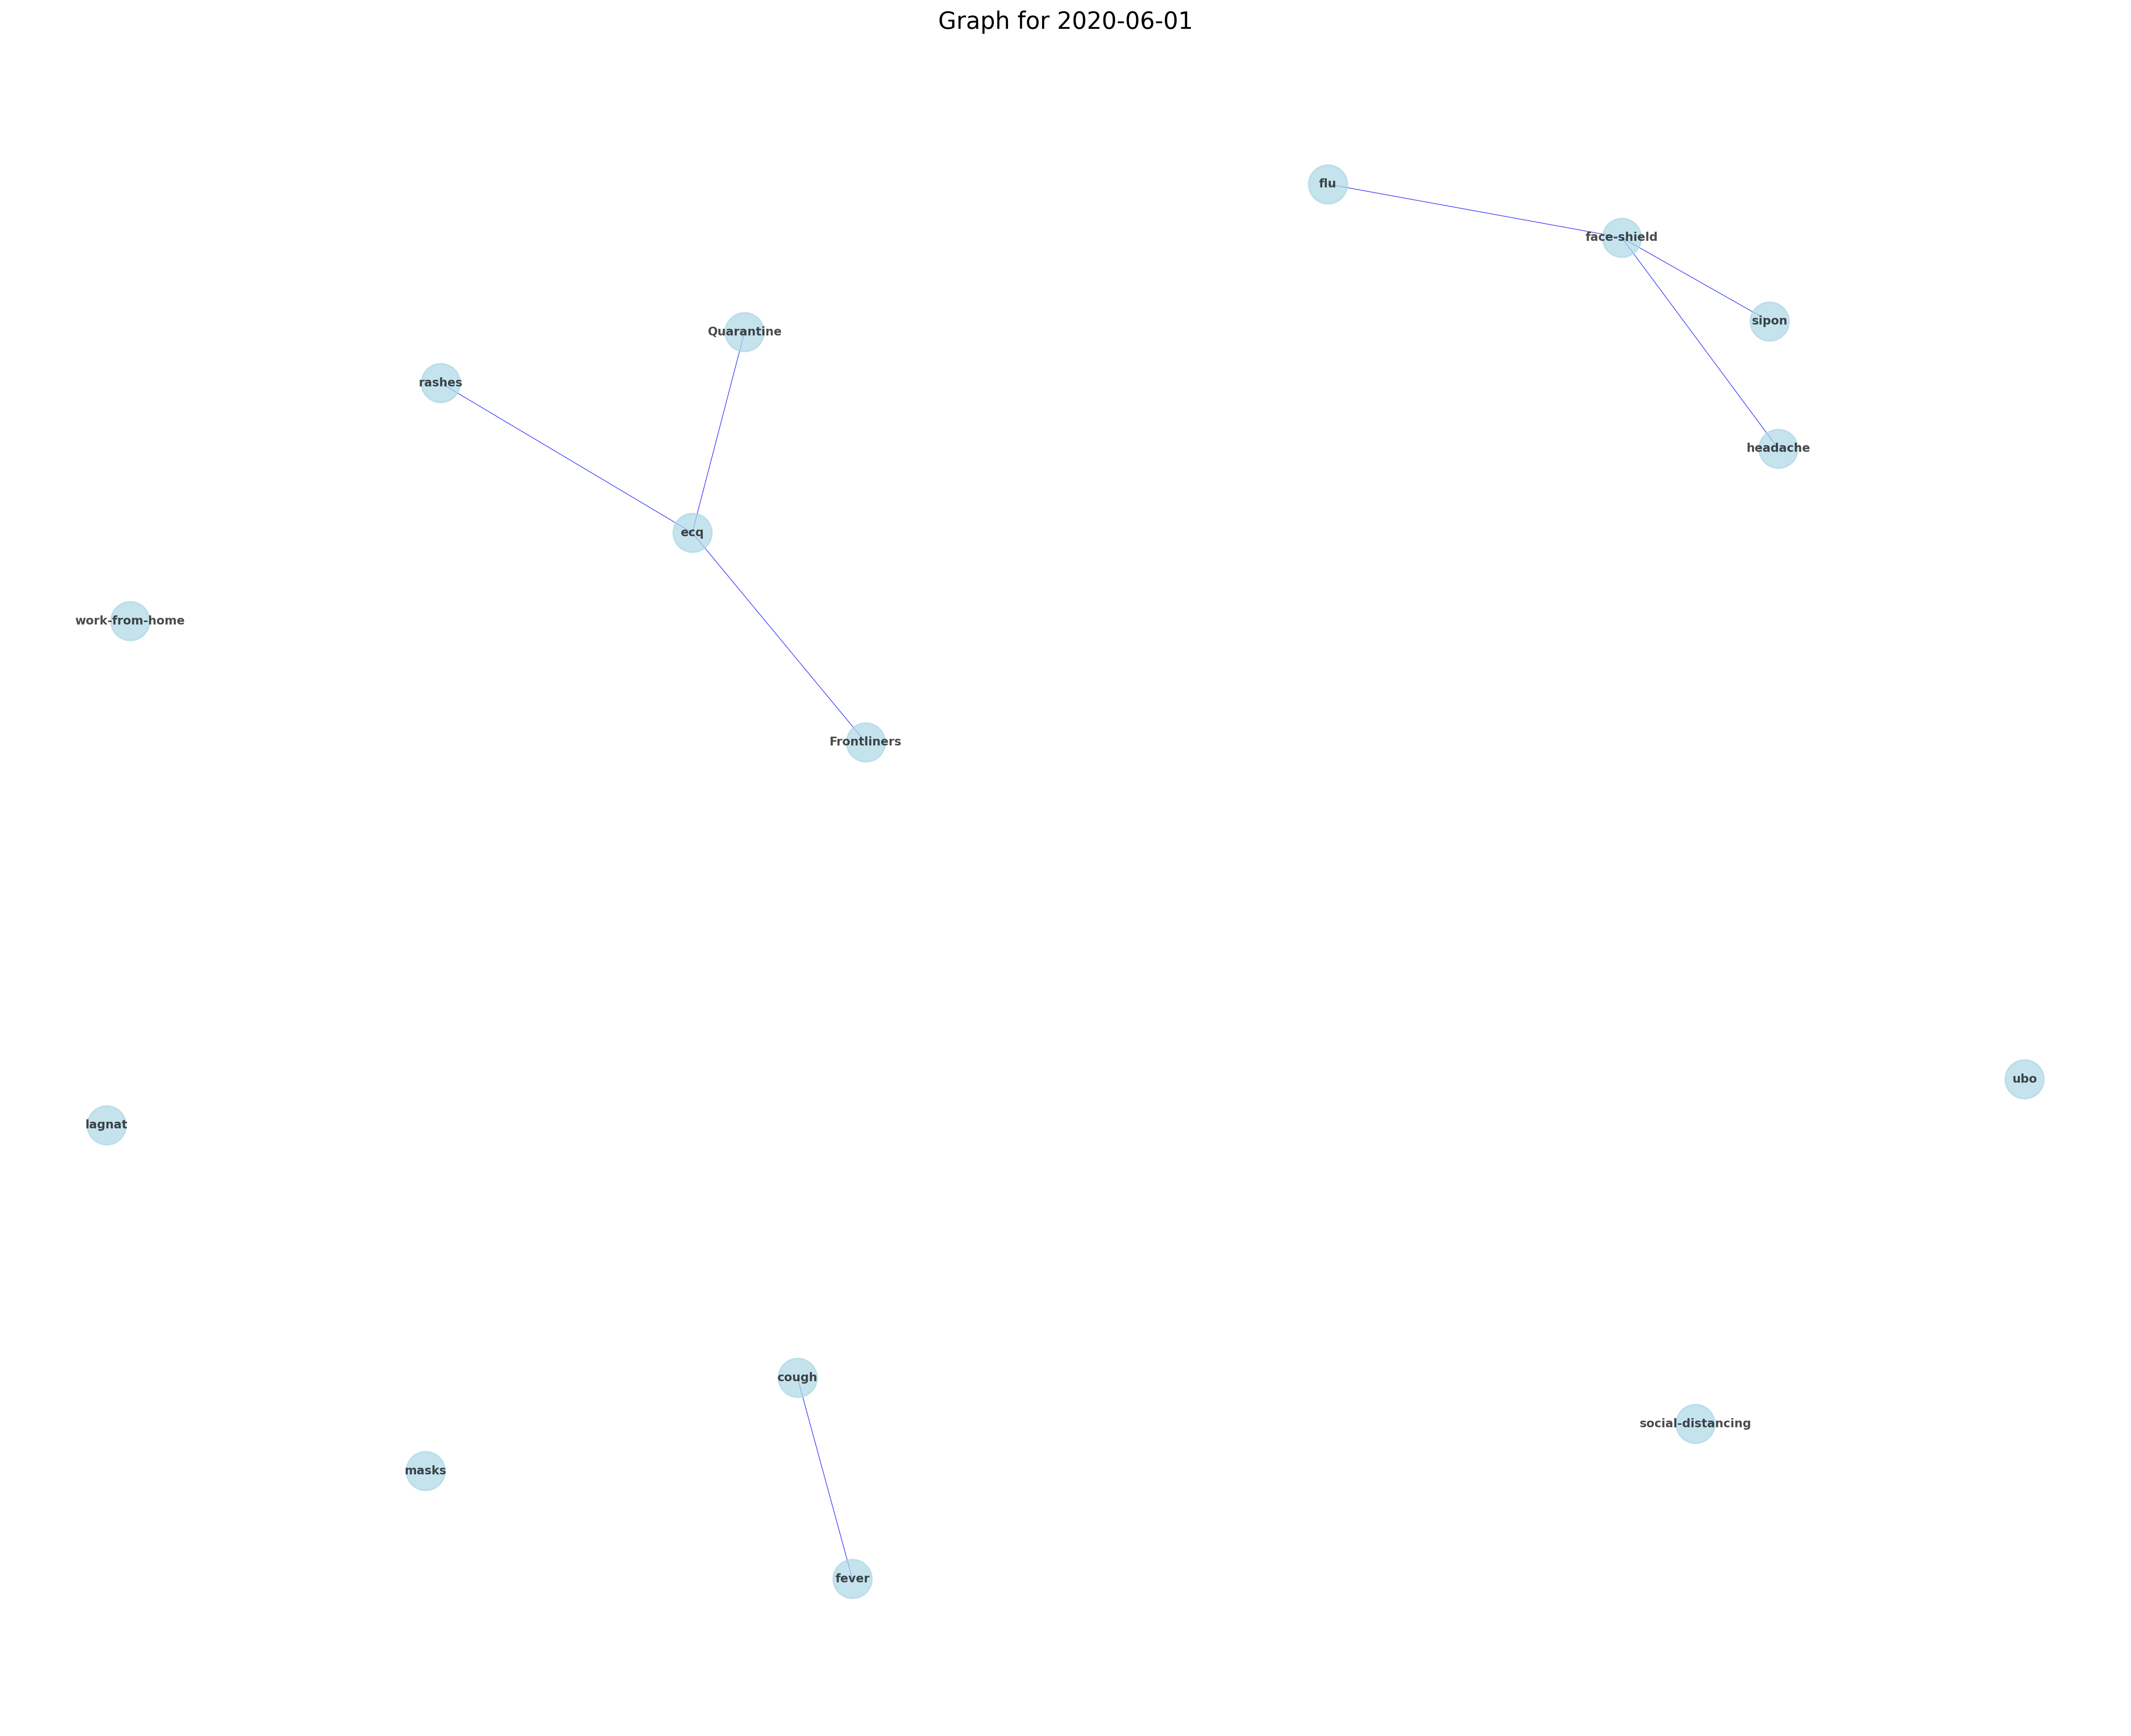 Graph for 2020-06-01
flu
face-shield
sipon
Quarantine
rashes
headache
ecq
work-from-home
Frontliners
ubo
lagnat
cough
social-distancing
masks
fever